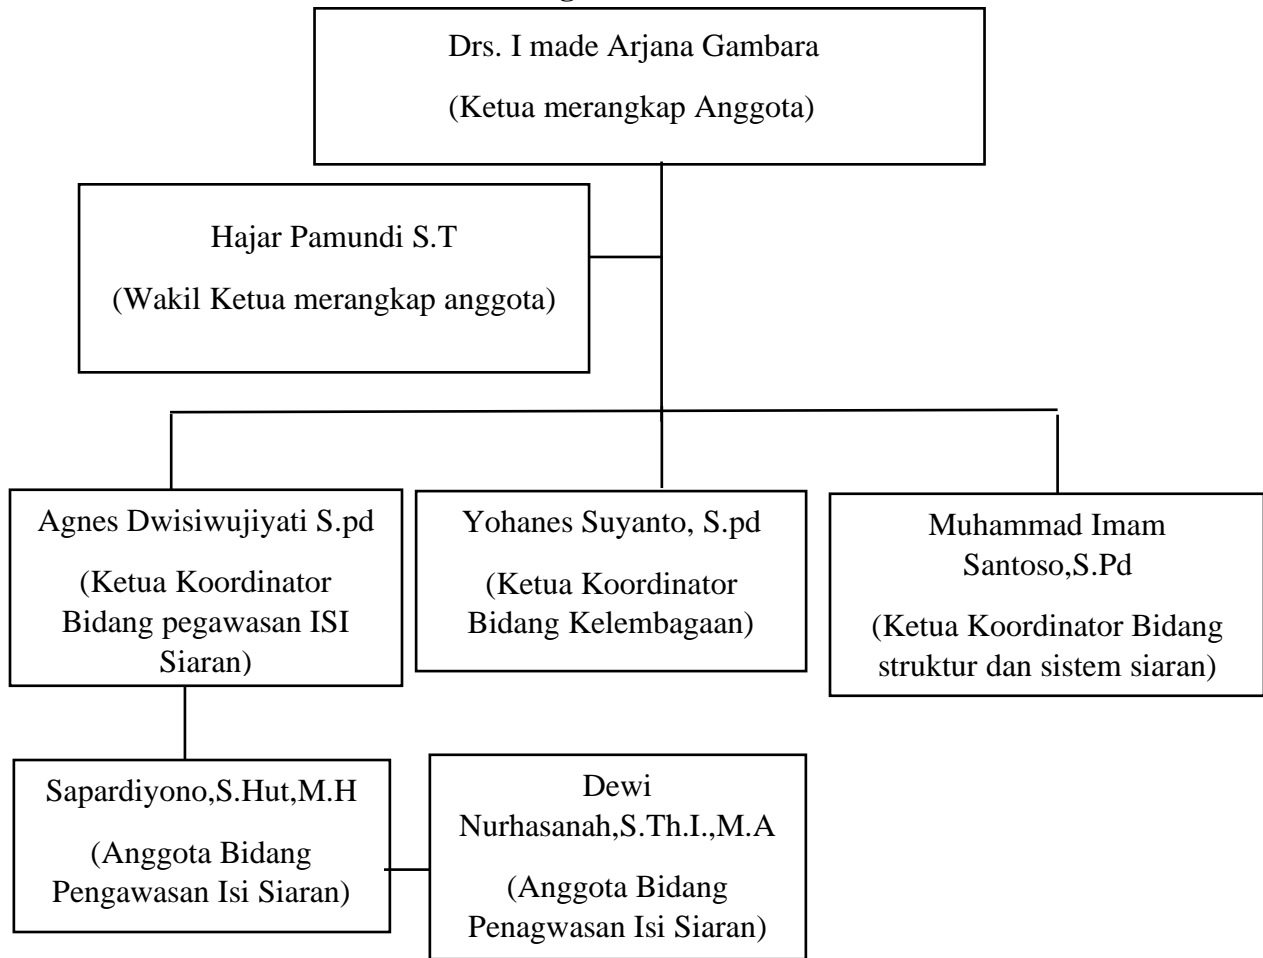 Drs. I made Arjana Gambara
(Ketua merangkap Anggota)
Hajar Pamundi S.T
(Wakil Ketua merangkap anggota)
Agnes Dwisiwujiyati S.pd
(Ketua Koordinator
Bidang pegawasan ISI
Siaran)
Yohanes Suyanto, S.pd
(Ketua Koordinator
Bidang Kelembagaan)
Muhammad Imam
Santoso,S.Pd
(Ketua Koordinator Bidang
struktur dan sistem siaran)
Sapardiyono,S.Hut,M.H
(Anggota Bidang
Pengawasan Isi Siaran)
Dewi
Nurhasanah,S.Th.I.,M.A
(Anggota Bidang
Penagwasan Isi Siaran)